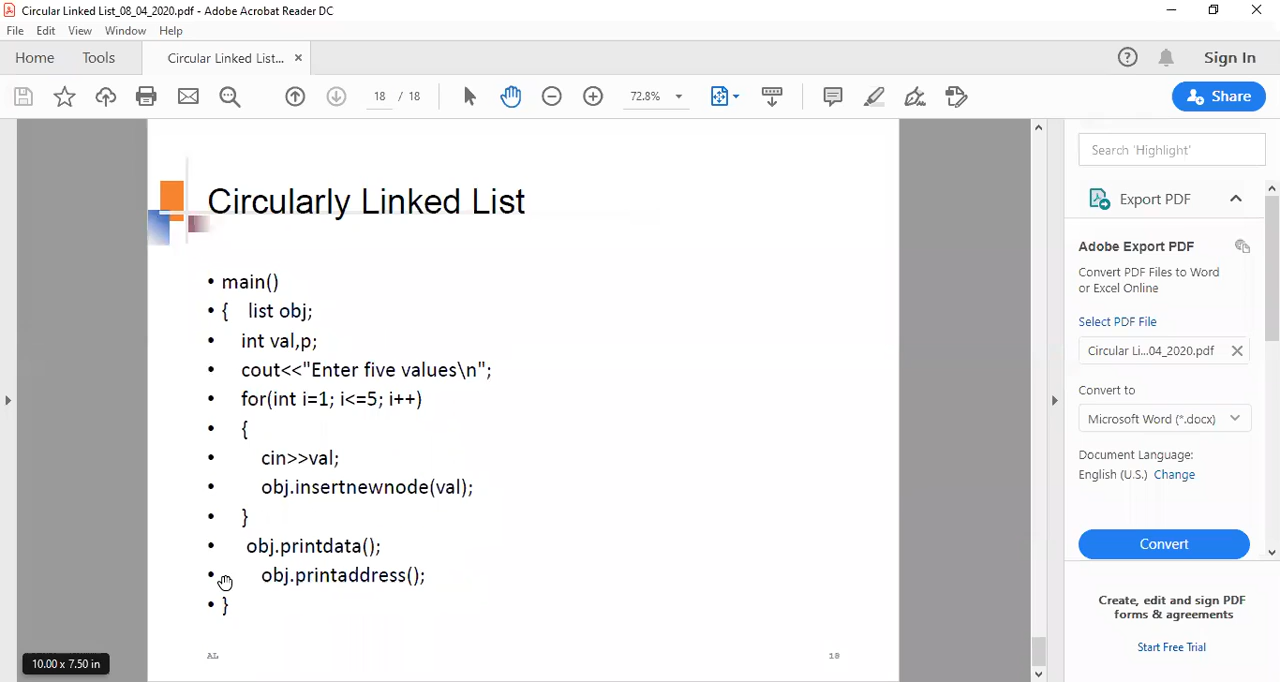 Circular Linked List_08_04_2020.pdf - Adobe Acrobat Reader DC
File Edit View Window Help
Home Tools Circular Linked List... × Sign In
18 / 18 72.8% Share
Circularly Linked List
• main()
• { list obj;
• int val,p;
• cout<<"Enter five values\n";
• for(int i=1; i<=5; i++)
• {
• cin>>val;
• obj.insertnewnode(val);
• }
• obj.printdata();
• obj.printaddress();
• }
AL 18
10.00 x 7.50 in
Search 'Highlight'
Export PDF
Adobe Export PDF
Convert PDF Files to Word
or Excel Online
Select PDF File
Circular Li...04_2020.pdf
Convert to
Microsoft Word (*.docx)
Document Language:
English (U.S.) Change
Convert
Create, edit and sign PDF
forms & agreements
Start Free Trial